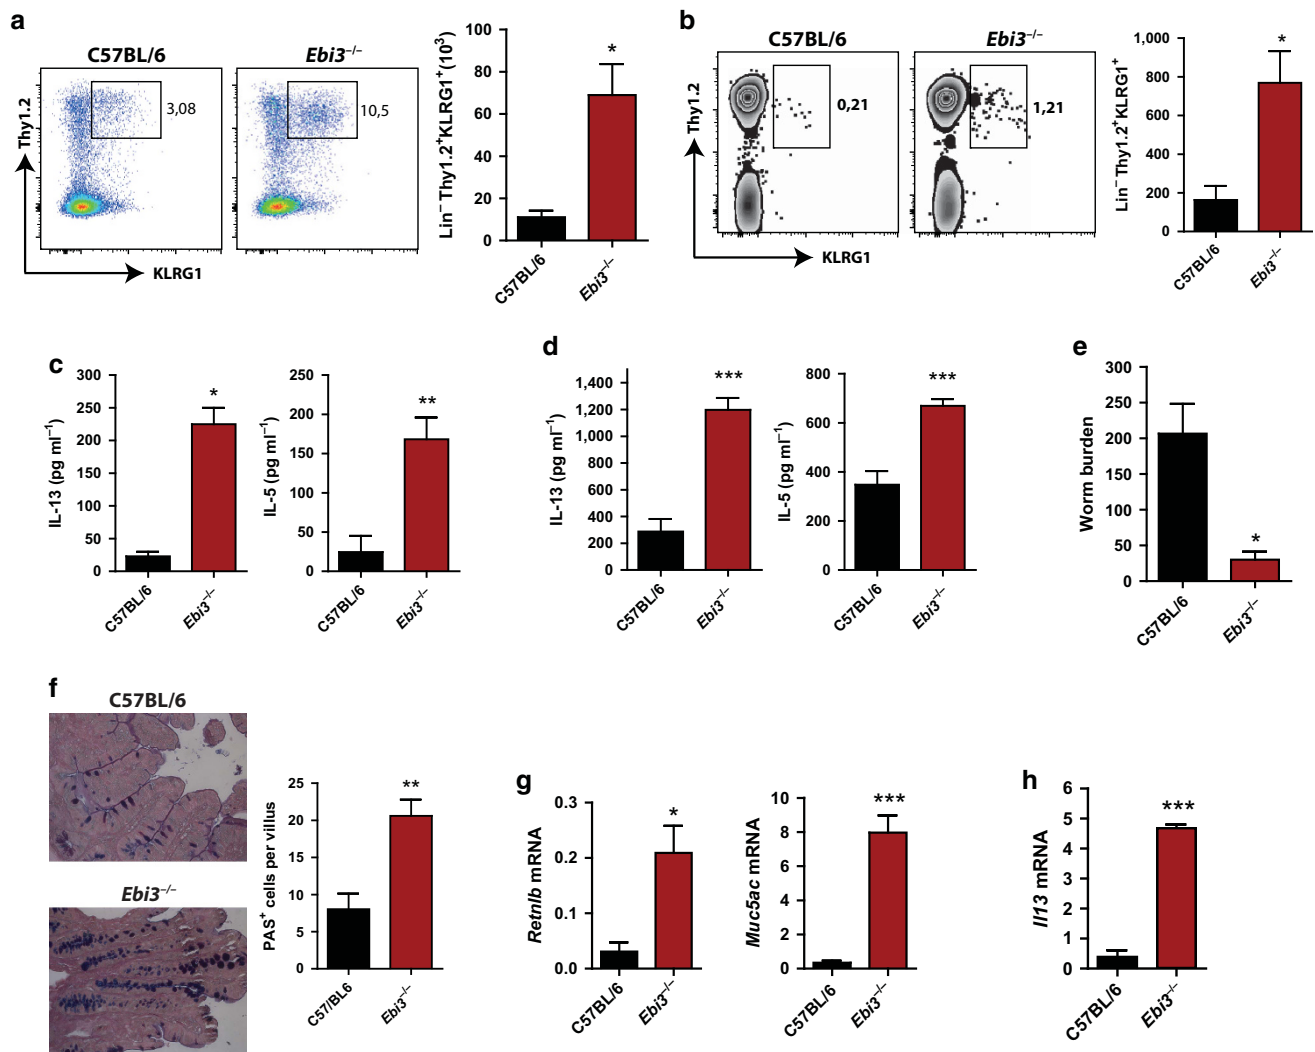 a
C57BL/6
Ebi3⁻/⁻
Thy1.2
3,08
10,5
KLRG1
Lin⁻ Thy1.2⁺KLRG1⁺(10³)
100
80
60
40
20
0
*
C57BL/6
Ebi3⁻/⁻
b
C57BL/6
Ebi3⁻/⁻
Thy1.2
0,21
1,21
KLRG1
Lin⁻ Thy1.2⁺KLRG1⁺
1,000
800
600
400
200
0
*
C57BL/6
Ebi3⁻/⁻
c
IL-13 (pg ml⁻¹)
300
250
200
150
100
50
0
*
C57BL/6
Ebi3⁻/⁻
IL-5 (pg ml⁻¹)
250
200
150
100
50
0
**
C57BL/6
Ebi3⁻/⁻
d
IL-13 (pg ml⁻¹)
1,400
1,200
1,000
800
600
400
200
0
***
C57BL/6
Ebi3⁻/⁻
IL-5 (pg ml⁻¹)
800
600
400
200
0
***
C57BL/6
Ebi3⁻/⁻
e
Worm burden
300
250
200
150
100
50
0
*
C57BL/6
Ebi3⁻/⁻
f
C57BL/6
Ebi3⁻/⁻
PAS⁺ cells per villus
25
20
15
10
5
0
**
C57/BL6
Ebi3⁻/⁻
g
Retnlb mRNA
0.3
0.2
0.1
0.0
*
C57BL/6
Ebi3⁻/⁻
Muc5ac mRNA
10
8
6
4
2
0
***
C57BL/6
Ebi3⁻/⁻
h
Il13 mRNA
6
5
4
3
2
1
0
***
C57BL/6
Ebi3⁻/⁻